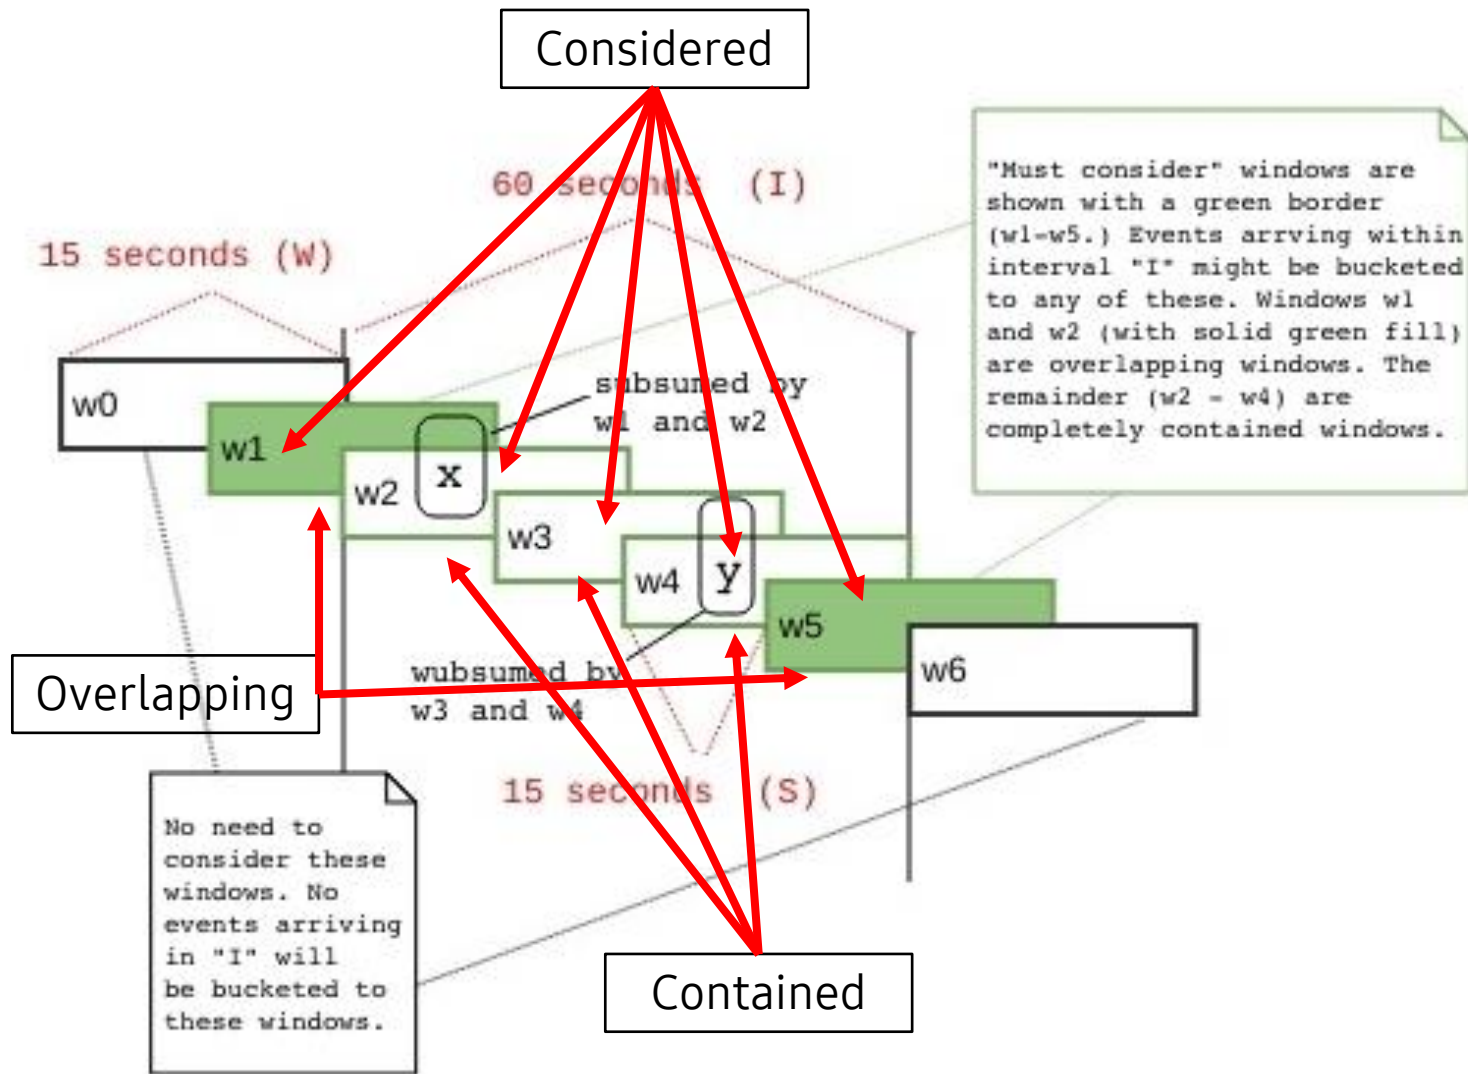 Considered
60 seconds (I)
15 seconds (W)
"Must consider" windows are
shown with a green border
(w1-w5.) Events arrving within
interval "I" might be bucketed
to any of these. Windows w1
and w2 (with solid green fill)
are overlapping windows. The
remainder (w2 - w4) are
completely contained windows.
w0
subsumed by
w1 and w2
w1
x
w2
w3
y
w4
w5
w6
wubsumed by
w3 and w4
Overlapping
15 seconds (S)
No need to
consider these
windows. No
events arriving
in "I" will
be bucketed to
these windows.
Contained